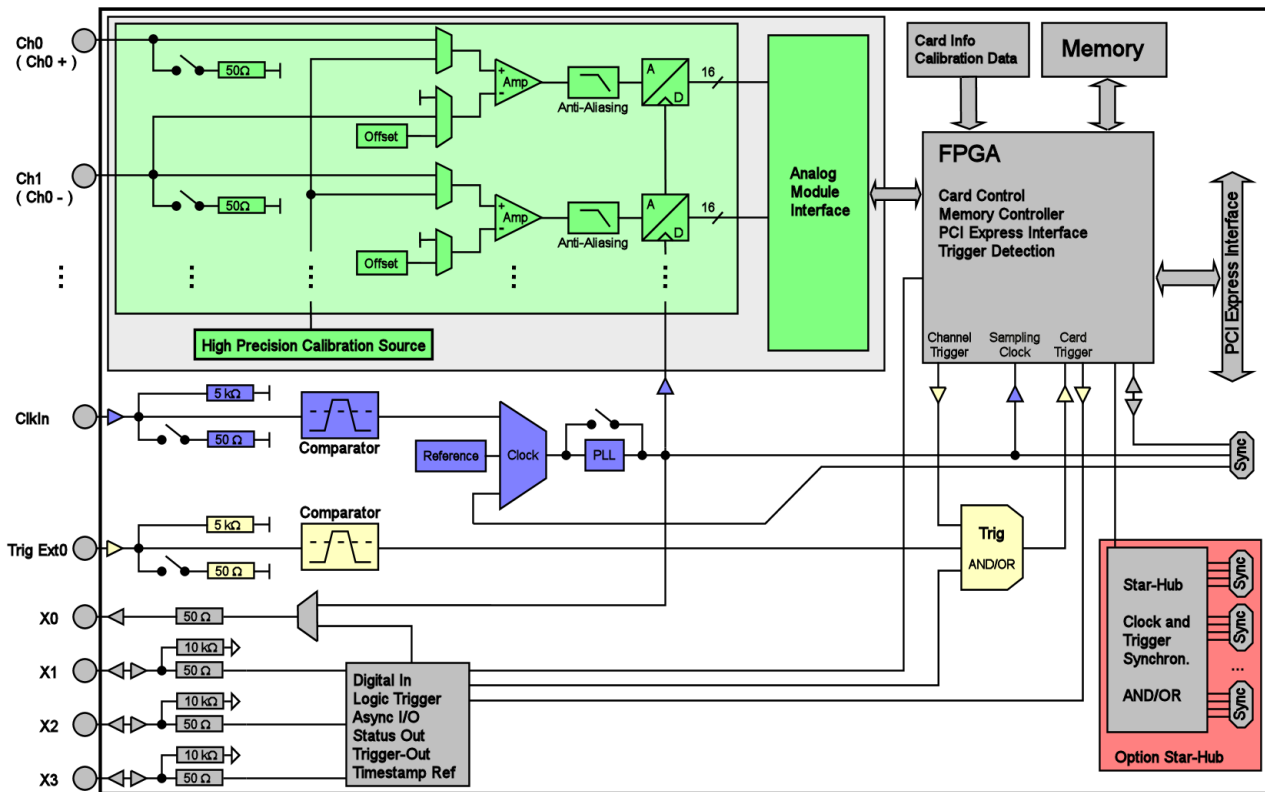 Ch0
( Ch0 + )
50Ω
+
Amp
−
Offset
Anti-Aliasing
A
D
16
Ch1
( Ch0 - )
50Ω
+
Amp
−
Offset
Anti-Aliasing
A
D
16
High Precision Calibration Source
Analog
Module
Interface
Card Info
Calibration Data
Memory
FPGA
Card Control
Memory Controller
PCI Express Interface
Trigger Detection
Channel
Trigger
Sampling
Clock
Card
Trigger
PCI Express Interface
ClkIn
5 kΩ
50 Ω
Comparator
Reference
Clock
PLL
Sync
Trig Ext0
5 kΩ
50 Ω
Comparator
Trig
AND/OR
X0
50 Ω
X1
10 kΩ
50 Ω
X2
10 kΩ
50 Ω
X3
10 kΩ
50 Ω
Digital In
Logic Trigger
Async I/O
Status Out
Trigger-Out
Timestamp Ref
Star-Hub
Clock and
Trigger
Synchron.
AND/OR
Sync
Sync
...
Sync
Option Star-Hub